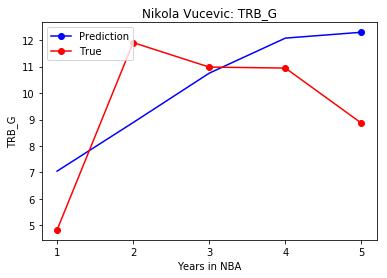 Nikola Vucevic: TRB_G
Prediction
True
12
11
10
9
8
7
6
5
TRB_G
1 2 3 4 5
Years in NBA